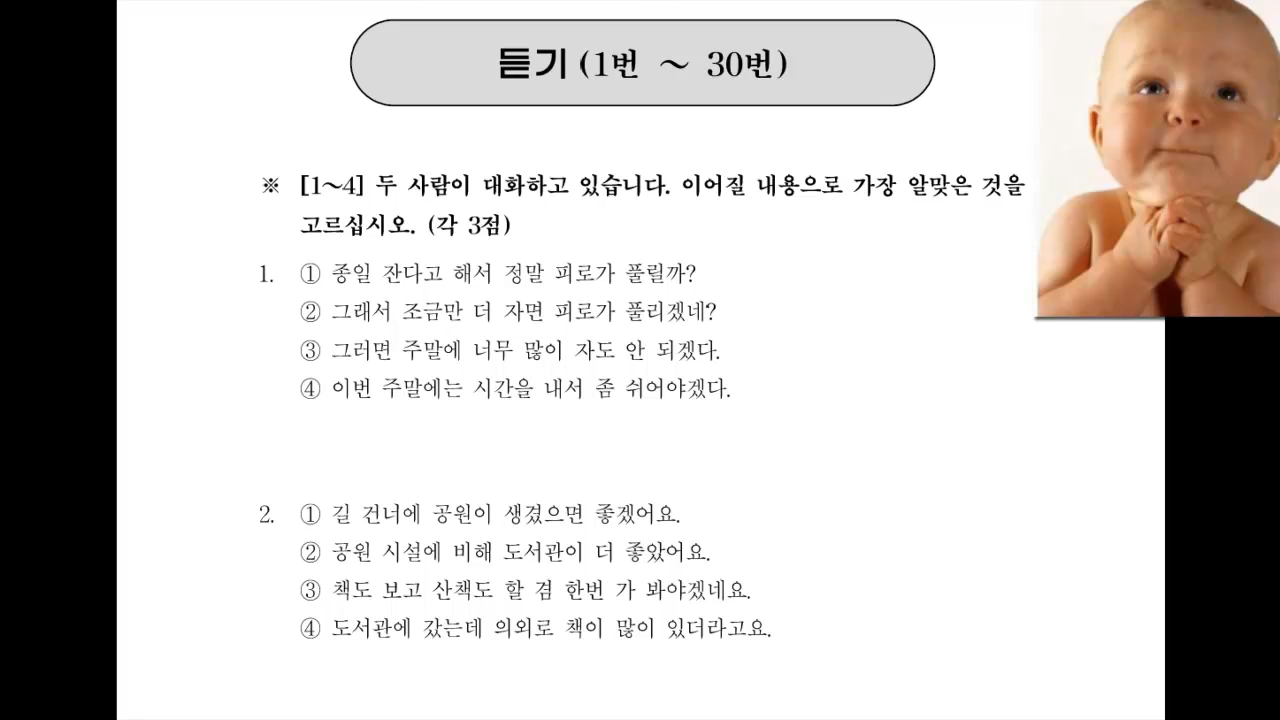 듣기 (1번 ~ 30번)
※ [1~4] 두 사람이 대화하고 있습니다. 이어질 내용으로 가장 알맞은 것을
고르십시오. (각 3점)
1. ① 종일 잔다고 해서 정말 피로가 풀릴까?
② 그래서 조금만 더 자면 피로가 풀리겠네?
③ 그러면 주말에 너무 많이 자도 안 되겠다.
④ 이번 주말에는 시간을 내서 좀 쉬어야겠다.
2. ① 길 건너에 공원이 생겼으면 좋겠어요.
② 공원 시설에 비해 도서관이 더 좋았어요.
③ 책도 보고 산책도 할 겸 한번 가 봐야겠네요.
④ 도서관에 갔는데 의외로 책이 많이 있더라고요.